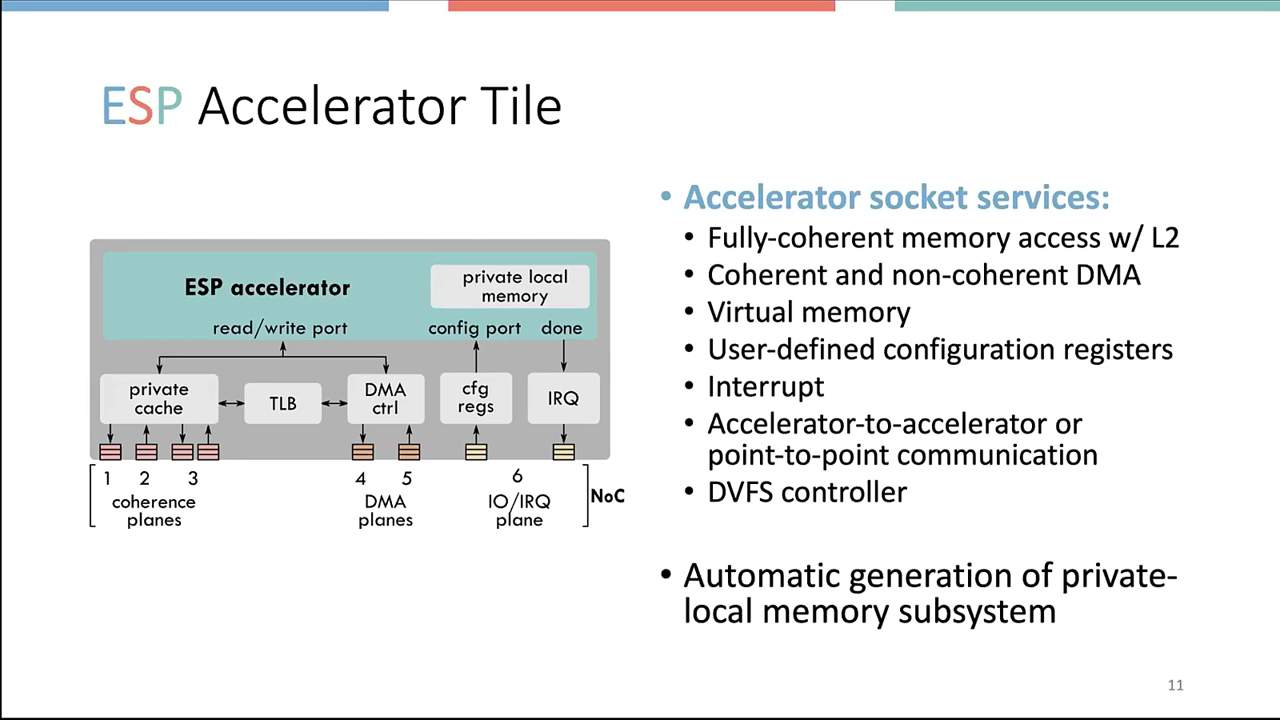 ESP Accelerator Tile
ESP accelerator
private local
memory
read/write port
config port
done
private
cache
TLB
DMA
ctrl
cfg
regs
IRQ
1
2
3
4
5
6
coherence
planes
DMA
planes
IO/IRQ
plane
NoC
• Accelerator socket services:
• Fully-coherent memory access w/ L2
• Coherent and non-coherent DMA
• Virtual memory
• User-defined configuration registers
• Interrupt
• Accelerator-to-accelerator or
point-to-point communication
• DVFS controller
• Automatic generation of private-
local memory subsystem
11